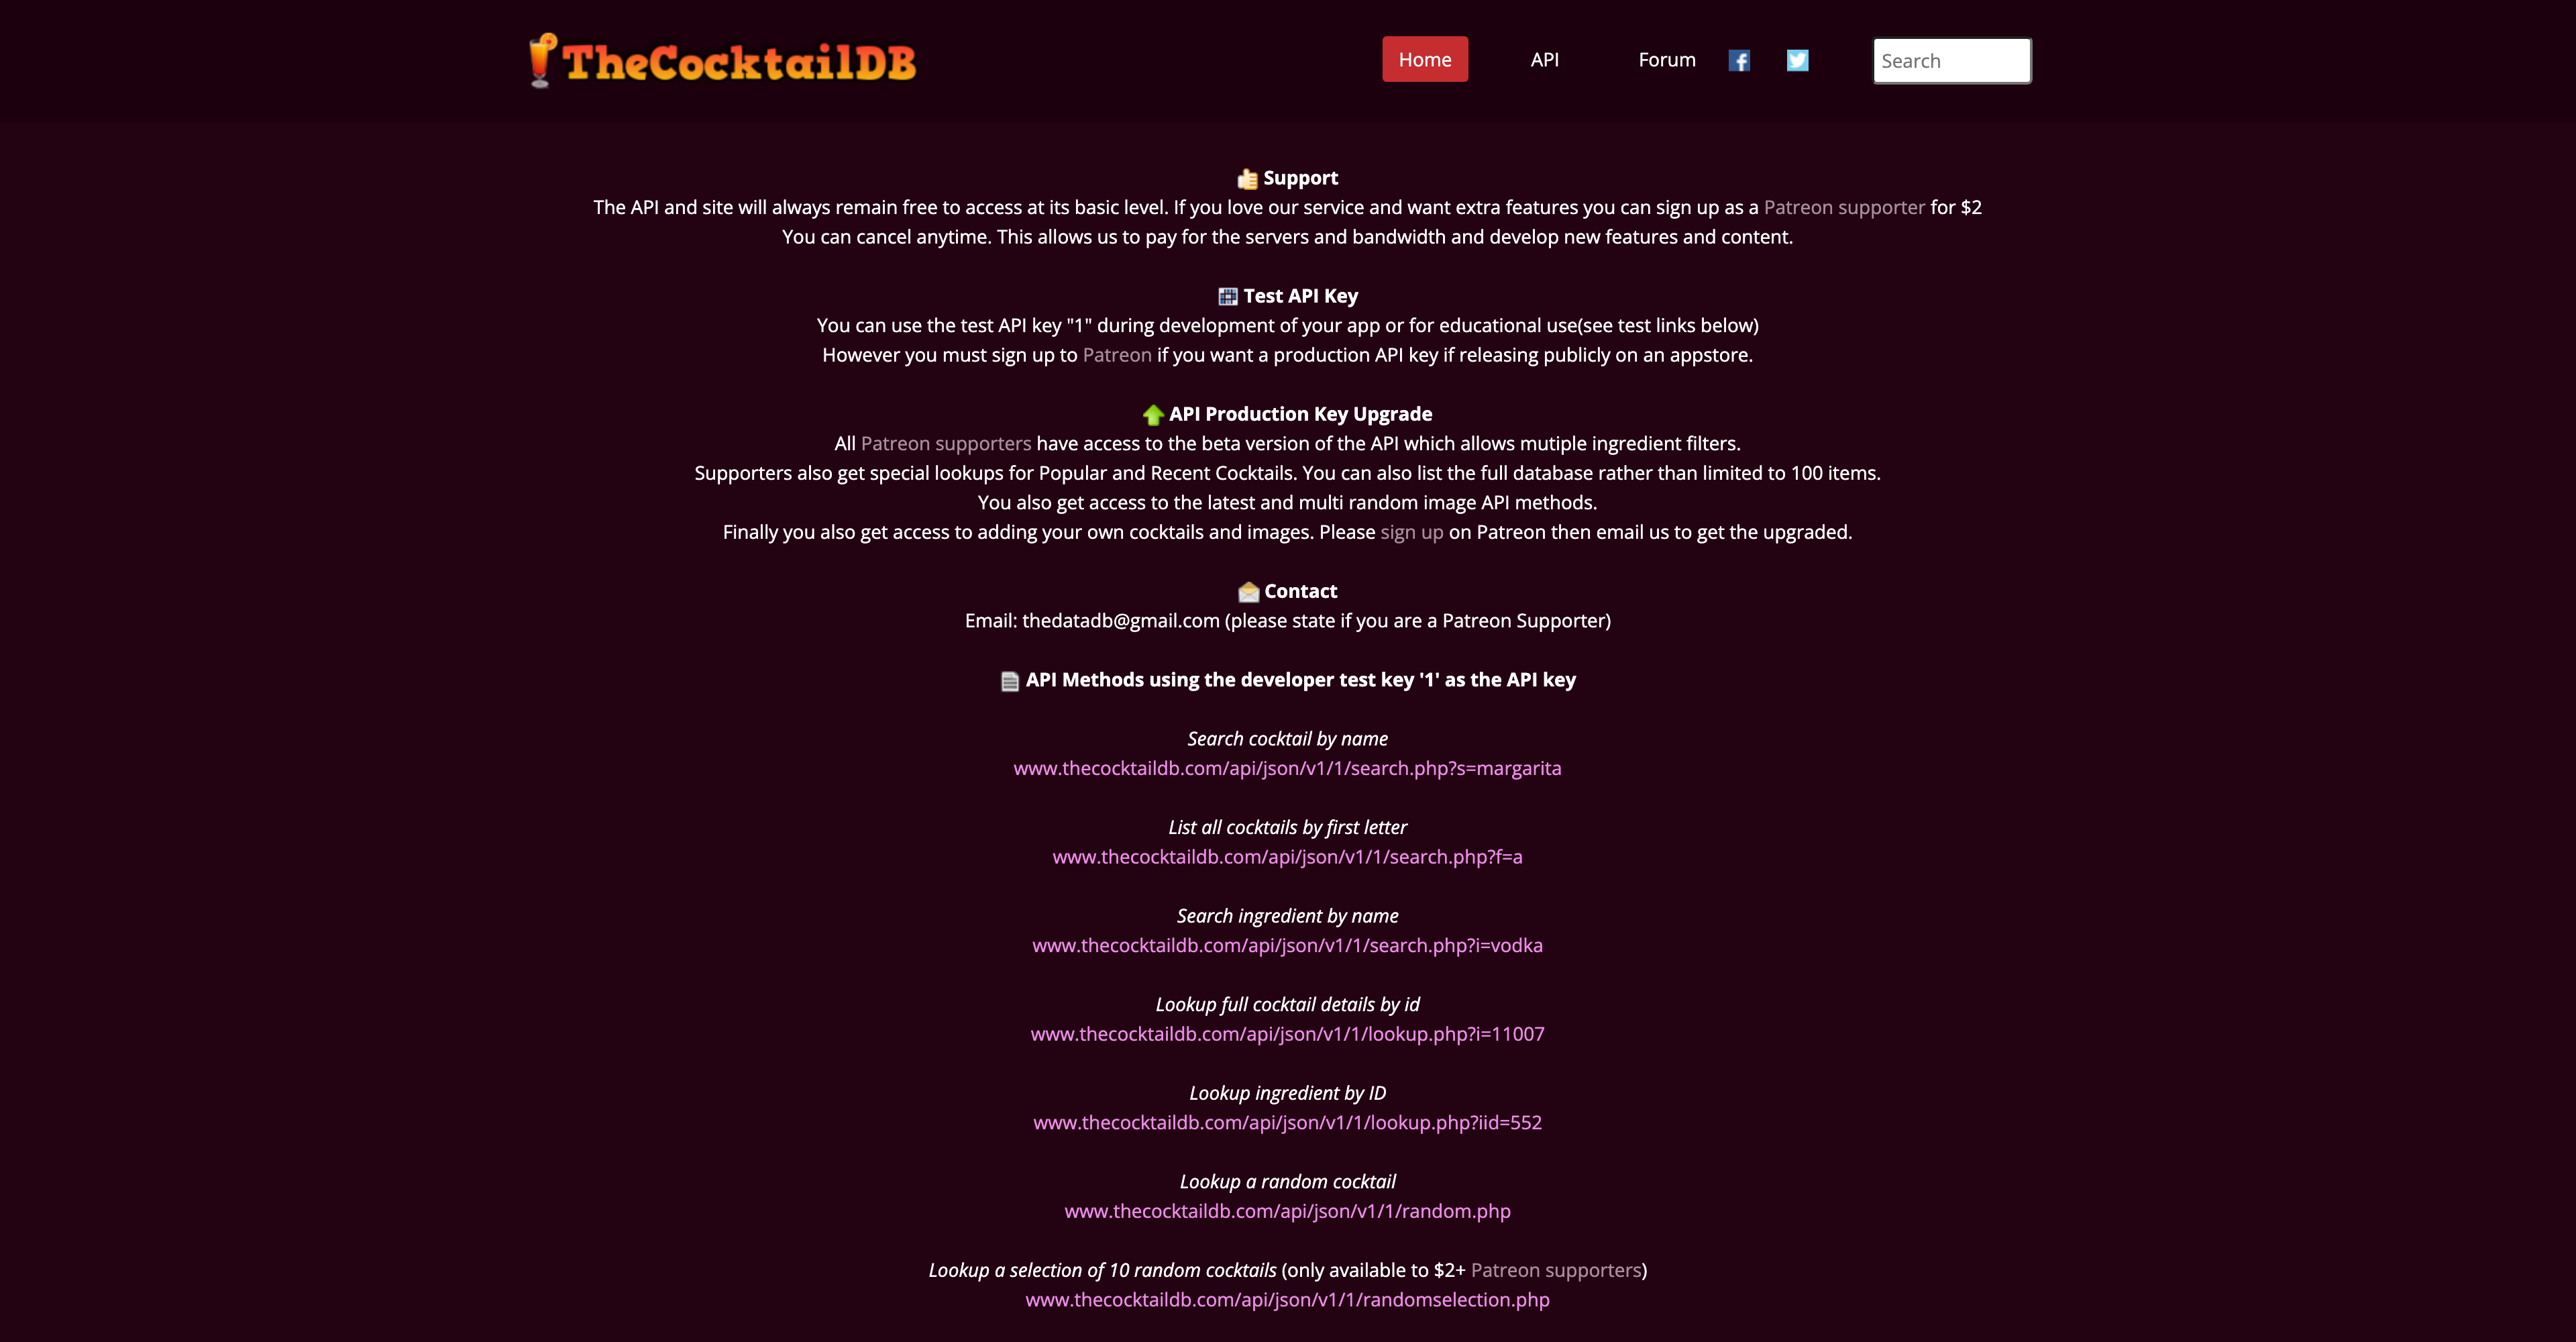 TheCocktailDB
Home API Forum Search
Support
The API and site will always remain free to access at its basic level. If you love our service and want extra features you can sign up as a Patreon supporter for $2
You can cancel anytime. This allows us to pay for the servers and bandwidth and develop new features and content.
Test API Key
You can use the test API key "1" during development of your app or for educational use(see test links below)
However you must sign up to Patreon if you want a production API key if releasing publicly on an appstore.
API Production Key Upgrade
All Patreon supporters have access to the beta version of the API which allows mutiple ingredient filters.
Supporters also get special lookups for Popular and Recent Cocktails. You can also list the full database rather than limited to 100 items.
You also get access to the latest and multi random image API methods.
Finally you also get access to adding your own cocktails and images. Please sign up on Patreon then email us to get the upgraded.
Contact
Email: thedatadb@gmail.com (please state if you are a Patreon Supporter)
API Methods using the developer test key '1' as the API key
Search cocktail by name
www.thecocktaildb.com/api/json/v1/1/search.php?s=margarita
List all cocktails by first letter
www.thecocktaildb.com/api/json/v1/1/search.php?f=a
Search ingredient by name
www.thecocktaildb.com/api/json/v1/1/search.php?i=vodka
Lookup full cocktail details by id
www.thecocktaildb.com/api/json/v1/1/lookup.php?i=11007
Lookup ingredient by ID
www.thecocktaildb.com/api/json/v1/1/lookup.php?iid=552
Lookup a random cocktail
www.thecocktaildb.com/api/json/v1/1/random.php
Lookup a selection of 10 random cocktails (only available to $2+ Patreon supporters)
www.thecocktaildb.com/api/json/v1/1/randomselection.php